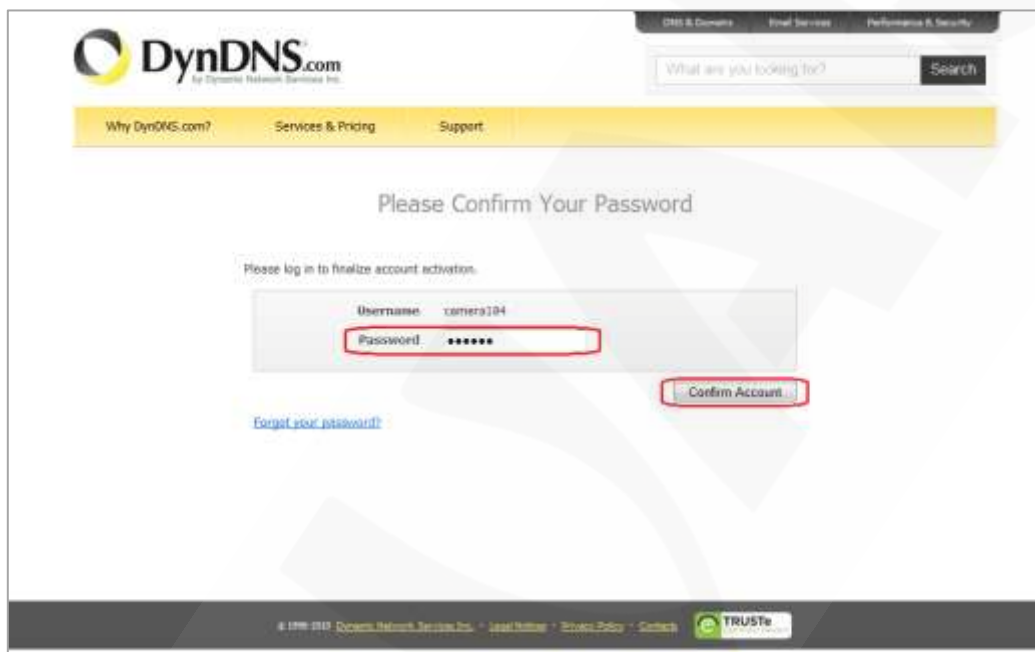 DNS & Domains Email Services Performance & Security
DynDNS.com
by Dynamic Network Services Inc.
What are you looking for?
Search
Why DynDNS.com? Services & Pricing Support
Please Confirm Your Password
Please log in to finalize account activation.
Username camera104
Password ••••••
Confirm Account
Forgot your password?
Dynamic Network Services Inc. - Legal Notices - Privacy Policy - Contacts
TRUSTe